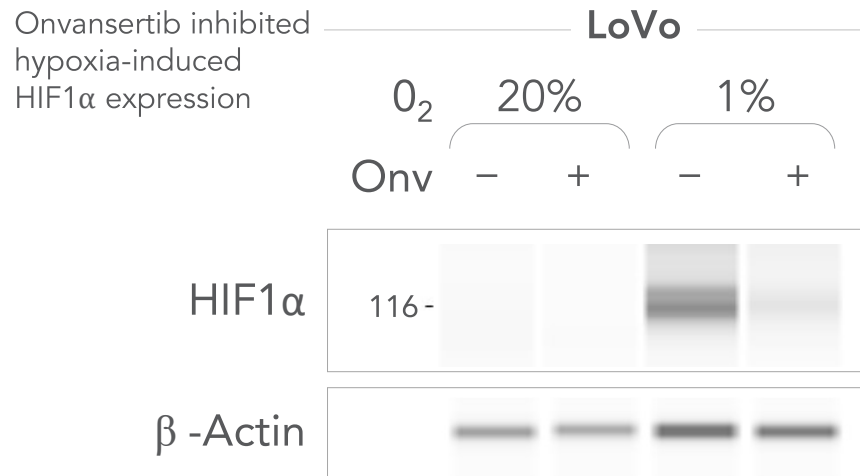 Onvansertib inhibited
hypoxia-induced
HIF1α expression
LoVo
0₂ 20% 1%
Onv − + − +
HIF1α 116-
β -Actin